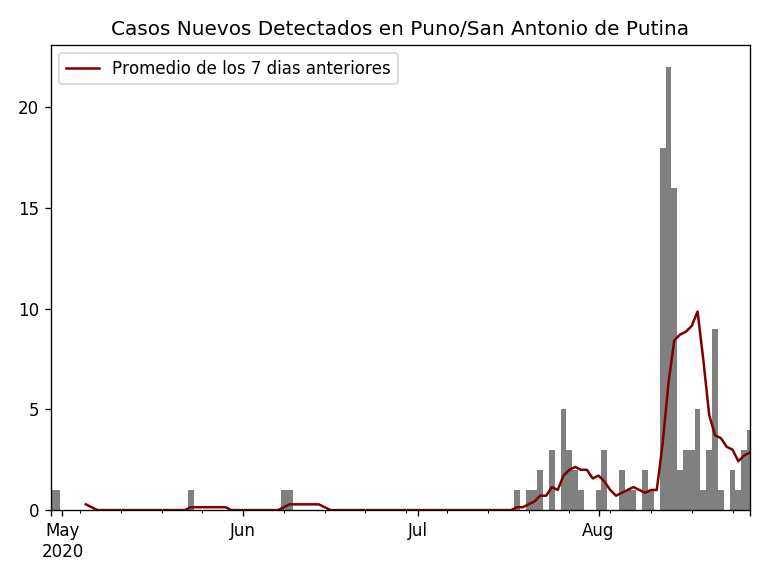 Casos Nuevos Detectados en Puno/San Antonio de Putina
Promedio de los 7 dias anteriores
20
15
10
5
0
May
2020
Jun
Jul
Aug